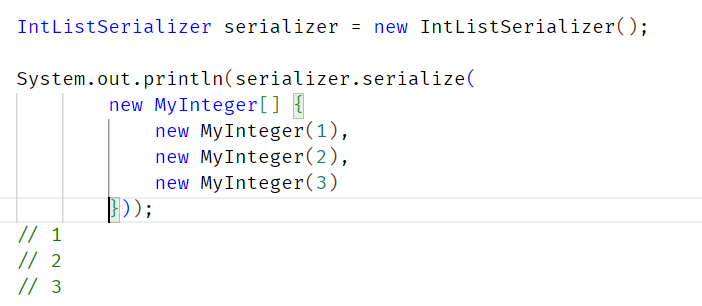 IntListSerializer serializer = new IntListSerializer();
System.out.println(serializer.serialize(
new MyInteger[] {
new MyInteger(1),
new MyInteger(2),
new MyInteger(3)
}));
// 1
// 2
// 3